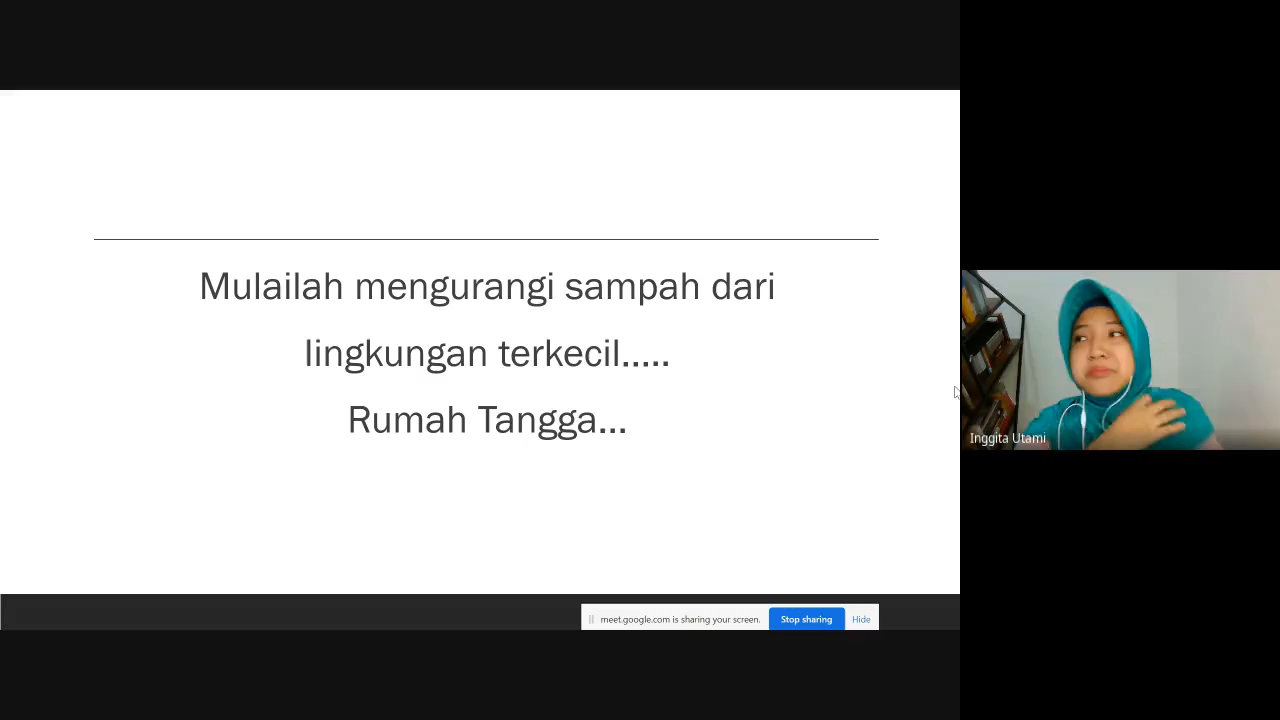 Mulailah mengurangi sampah dari
lingkungan terkecil.....
Rumah Tangga...
Inggita Utami
meet.google.com is sharing your screen.
Stop sharing
Hide